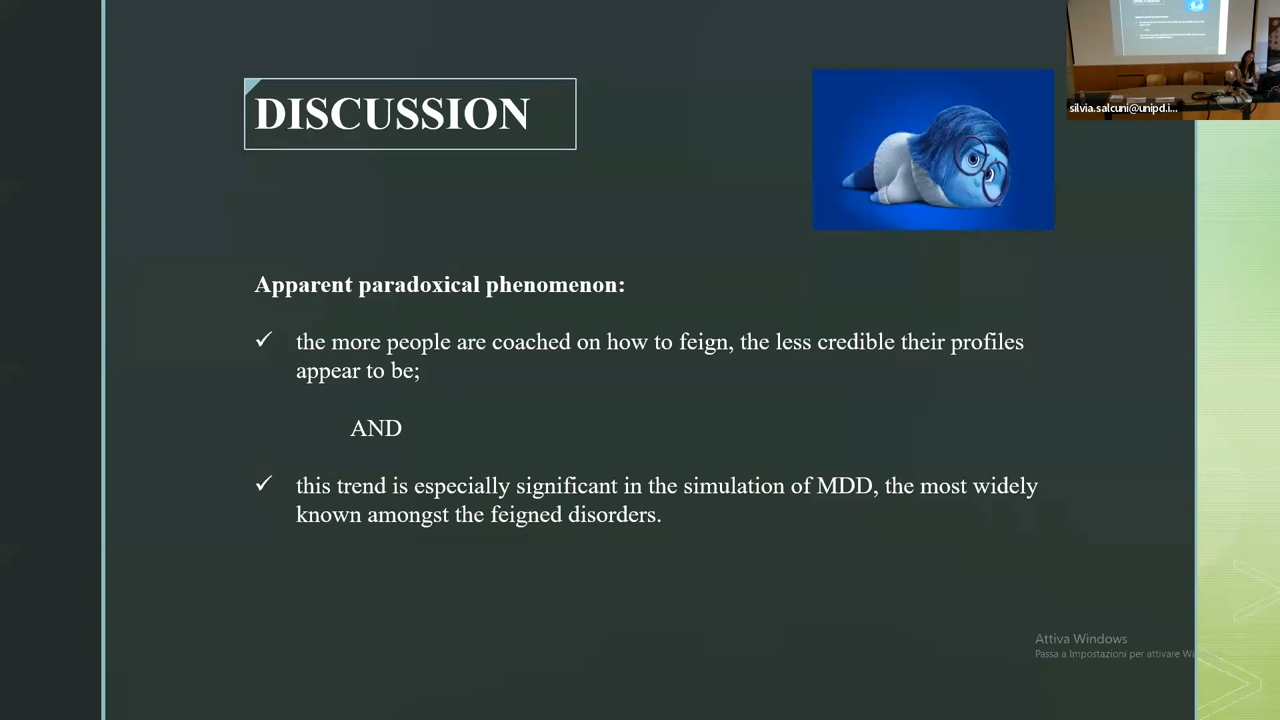 DISCUSSION
silvia.salcuni@unipd.i...
Apparent paradoxical phenomenon:
✓ the more people are coached on how to feign, the less credible their profiles
appear to be;
AND
✓ this trend is especially significant in the simulation of MDD, the most widely
known amongst the feigned disorders.
Attiva Windows
Passa a Impostazioni per attivare